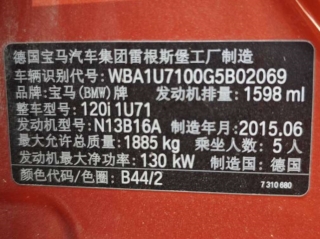 德国宝马汽车集团雷根斯堡工厂制造
车辆识别代号: WBA1U7100G5B02069
品牌: 宝马(BMW)牌 发动机排量: 1598 ml
整车型号: 120i 1U71
发动机型号: N13B16A 制造年月: 2015.06
最大允许总质量: 1885 kg 乘坐人数: 5 人
发动机最大净功率: 130 kW 制造国: 德国
颜色代码/色圈: B44/2
7 310 680